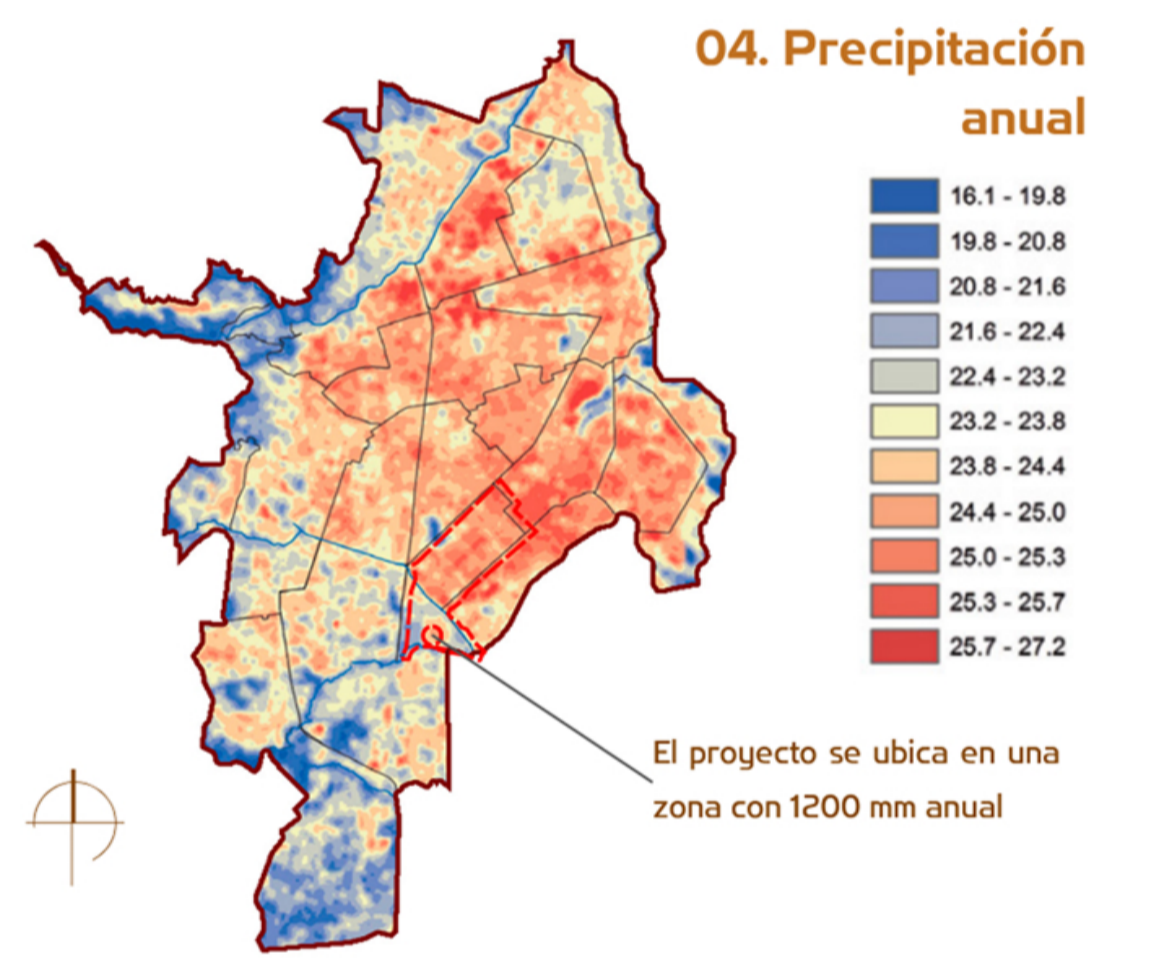 04. Precipitación
anual
16.1 - 19.8
19.8 - 20.8
20.8 - 21.6
21.6 - 22.4
22.4 - 23.2
23.2 - 23.8
23.8 - 24.4
24.4 - 25.0
25.0 - 25.3
25.3 - 25.7
25.7 - 27.2
El proyecto se ubica en una
zona con 1200 mm anual